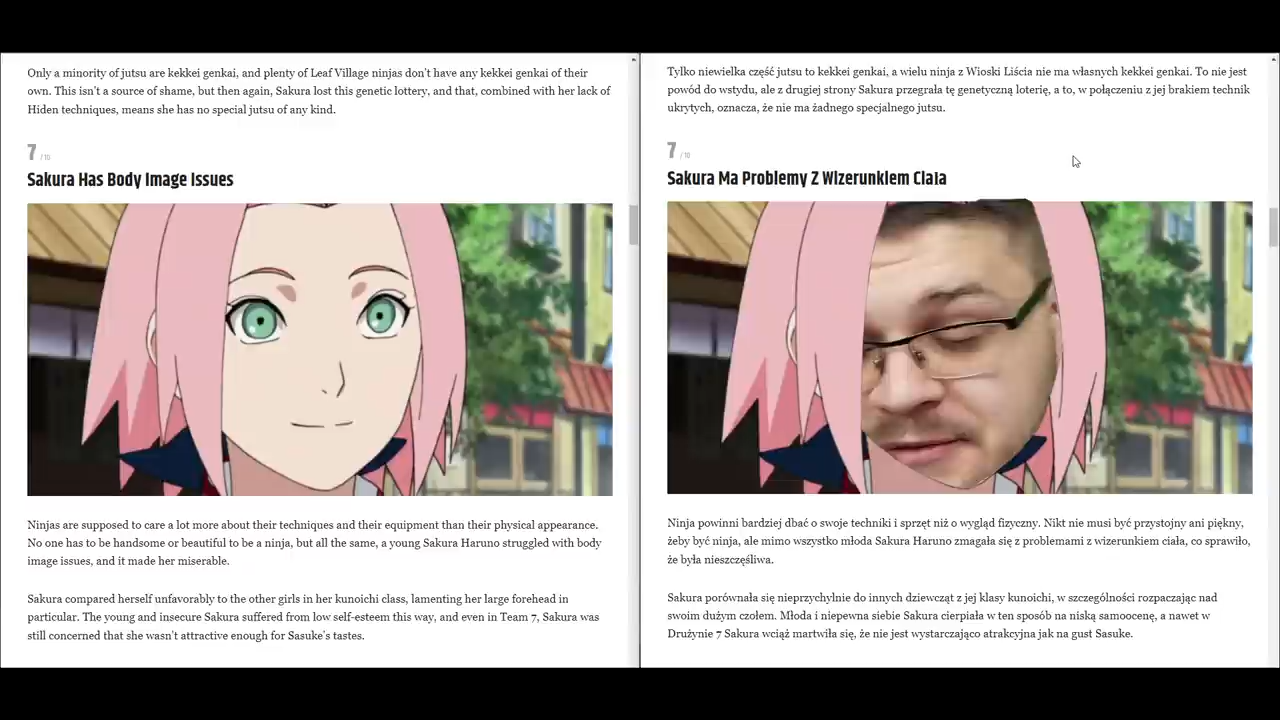 Only a minority of jutsu are kekkei genkai, and plenty of Leaf Village ninjas don't have any kekkei genkai of their
own. This isn't a source of shame, but then again, Sakura lost this genetic lottery, and that, combined with her lack of
Hiden techniques, means she has no special jutsu of any kind.
7 / 10
Sakura Has Body Image Issues
Ninjas are supposed to care a lot more about their techniques and their equipment than their physical appearance.
No one has to be handsome or beautiful to be a ninja, but all the same, a young Sakura Haruno struggled with body
image issues, and it made her miserable.
Sakura compared herself unfavorably to the other girls in her kunoichi class, lamenting her large forehead in
particular. The young and insecure Sakura suffered from low self-esteem this way, and even in Team 7, Sakura was
still concerned that she wasn't attractive enough for Sasuke's tastes.
Tylko niewielka część jutsu to kekkei genkai, a wielu ninja z Wioski Liścia nie ma własnych kekkei genkai. To nie jest
powód do wstydu, ale z drugiej strony Sakura przegrała tę genetyczną loterię, a to, w połączeniu z jej brakiem technik
ukrytych, oznacza, że nie ma żadnego specjalnego jutsu.
7 / 10
Sakura Ma Problemy Z Wizerunkiem Ciała
Ninja powinni bardziej dbać o swoje techniki i sprzęt niż o wygląd fizyczny. Nikt nie musi być przystojny ani piękny,
żeby być ninja, ale mimo wszystko młoda Sakura Haruno zmagała się z problemami z wizerunkiem ciała, co sprawiło,
że była nieszczęśliwa.
Sakura porównała się nieprzychylnie do innych dziewcząt z jej klasy kunoichi, w szczególności rozpaczając nad
swoim dużym czołem. Młoda i niepewna siebie Sakura cierpiała w ten sposób na niską samoocenę, a nawet w
Drużynie 7 Sakura wciąż martwiła się, że nie jest wystarczająco atrakcyjna jak na gust Sasuke.